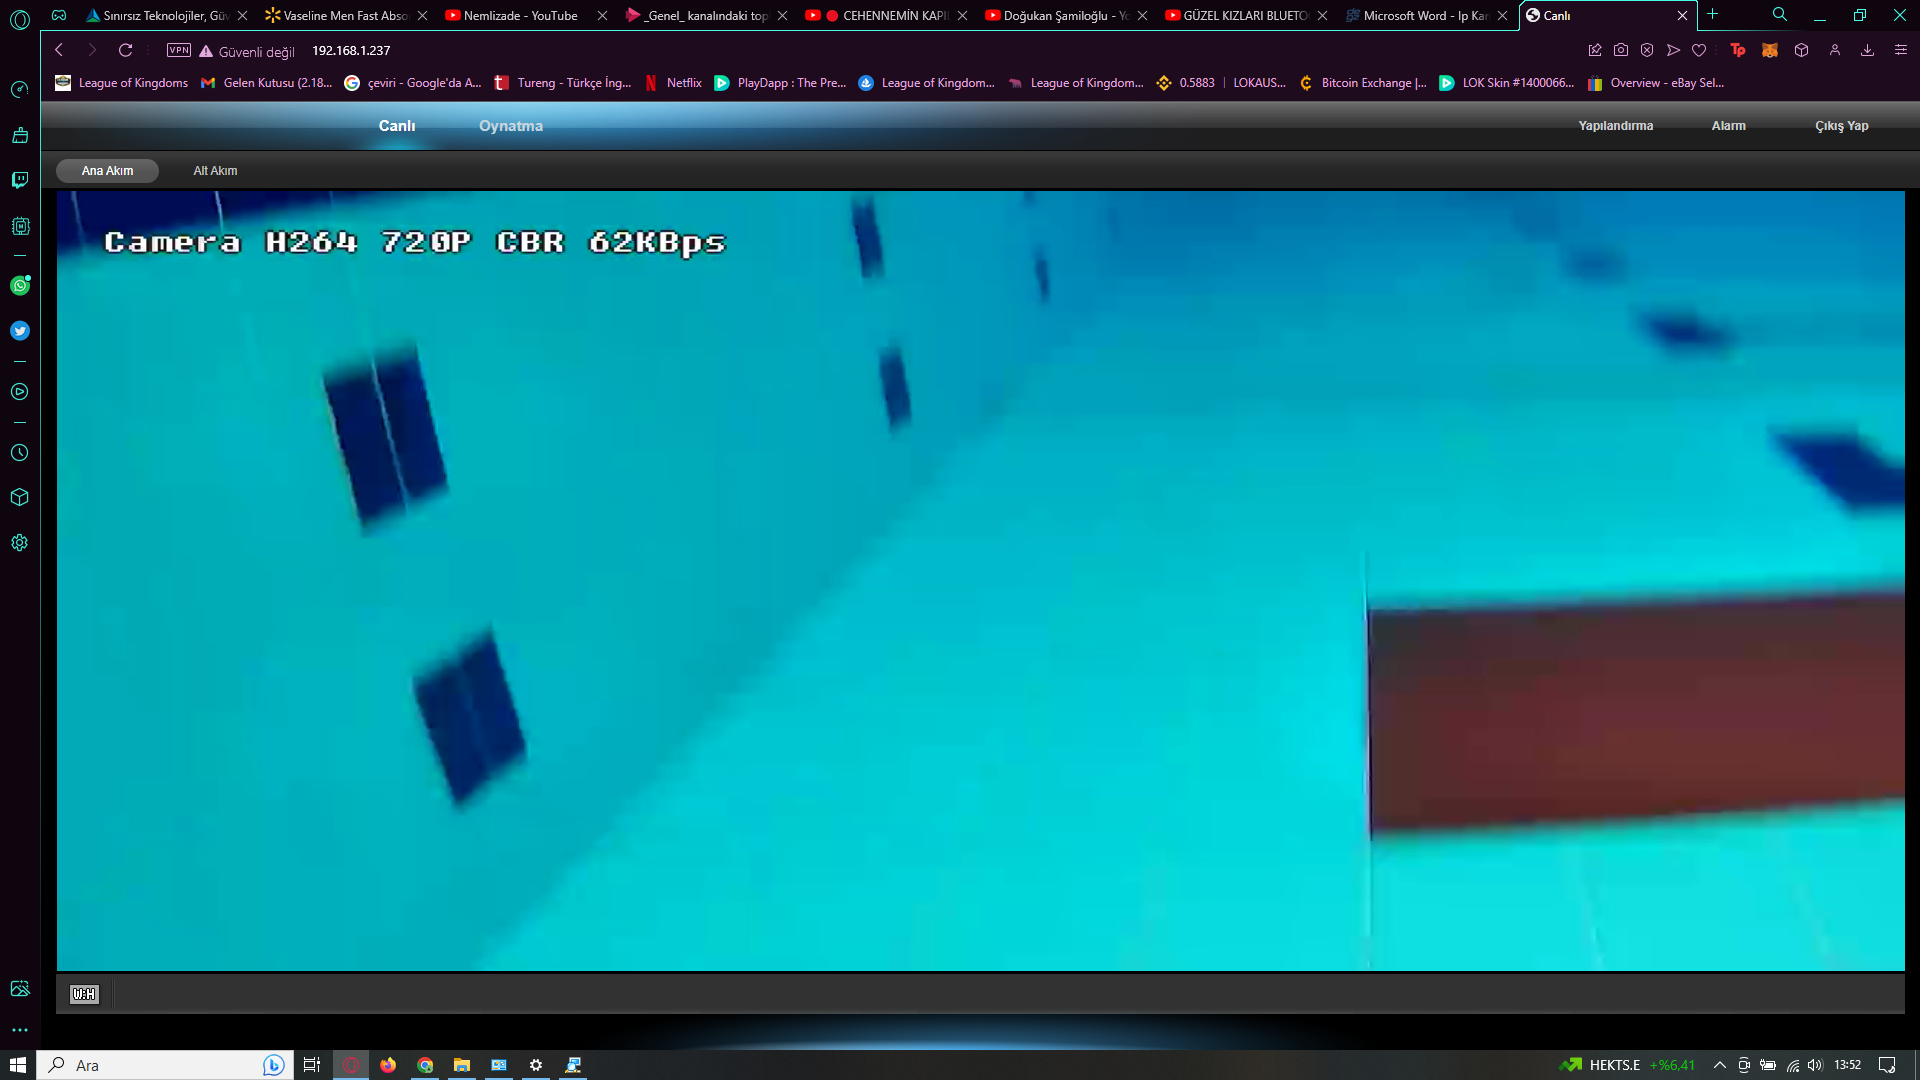 Sınırsız Teknolojiler, Gü
Vaseline Men Fast Abso
Nemlizade - YouTube
_Genel_ kanalındaki top
CEHENNEMİN KAPI
Doğukan Şamiloğlu - Yo
GÜZEL KIZLARI BLUETO
Microsoft Word - Ip Kam
Canlı
VPN
Güvenli değil
192.168.1.237
Tp
League of Kingdoms
Gelen Kutusu (2.18...
çeviri - Google'da A...
Tureng - Türkçe İng...
Netflix
PlayDapp : The Pre...
League of Kingdom...
League of Kingdom...
0.5883 | LOKAUS...
Bitcoin Exchange |...
LOK Skin #1400066...
Overview - eBay Sel...
Canlı
Oynatma
Yapılandırma
Alarm
Çıkış Yap
Ana Akım
Alt Akım
Camera H264 720P CBR 62KBps
W:H
Ara
HEKTS.E +%6,41
13:52